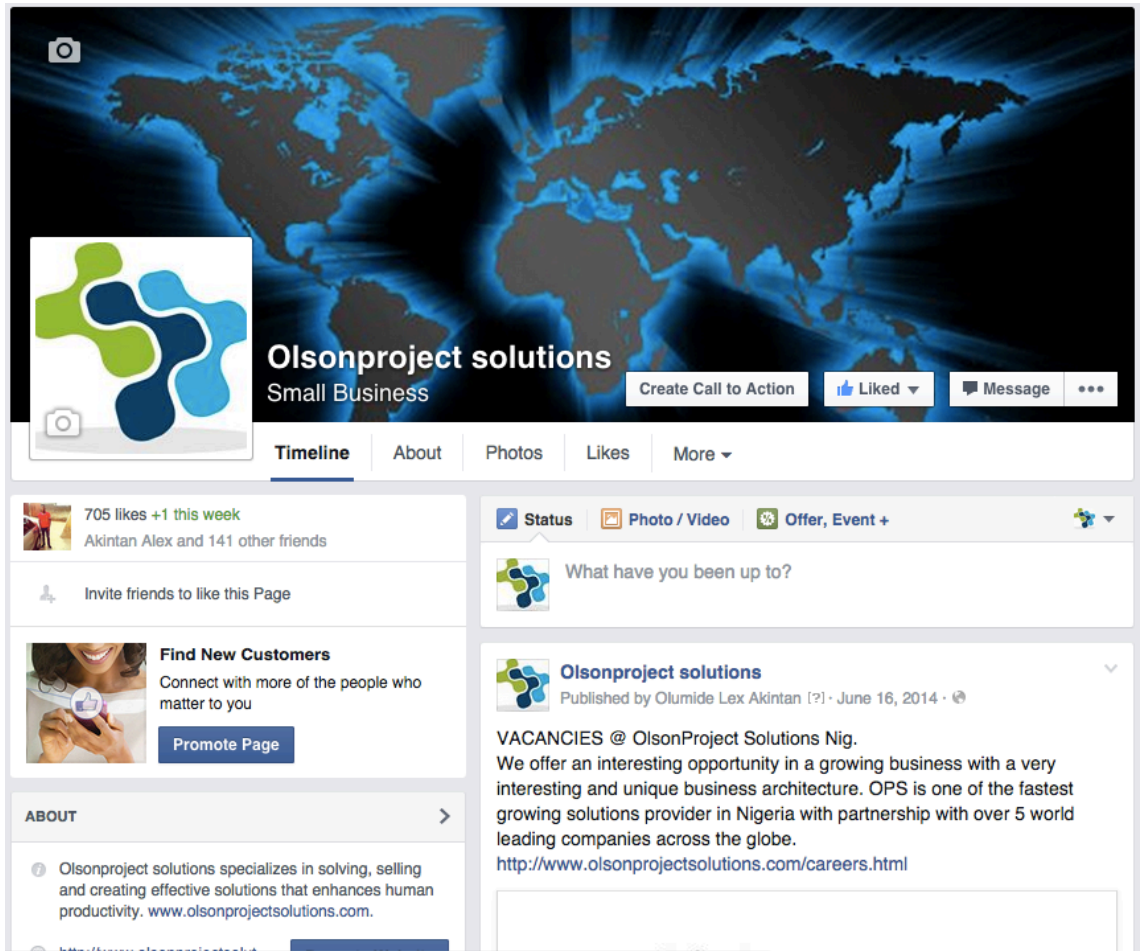 Olsonproject solutions
Small Business
Create Call to Action
Liked
Message
Timeline
About
Photos
Likes
More
705 likes +1 this week
Akintan Alex and 141 other friends
Invite friends to like this Page
Find New Customers
Connect with more of the people who
matter to you
Promote Page
ABOUT
Olsonproject solutions specializes in solving, selling
and creating effective solutions that enhances human
productivity. www.olsonprojectsolutions.com.
Status
Photo / Video
Offer, Event +
What have you been up to?
Olsonproject solutions
Published by Olumide Lex Akintan [?] · June 16, 2014 ·
VACANCIES @ OlsonProject Solutions Nig.
We offer an interesting opportunity in a growing business with a very
interesting and unique business architecture. OPS is one of the fastest
growing solutions provider in Nigeria with partnership with over 5 world
leading companies across the globe.
http://www.olsonprojectsolutions.com/careers.html